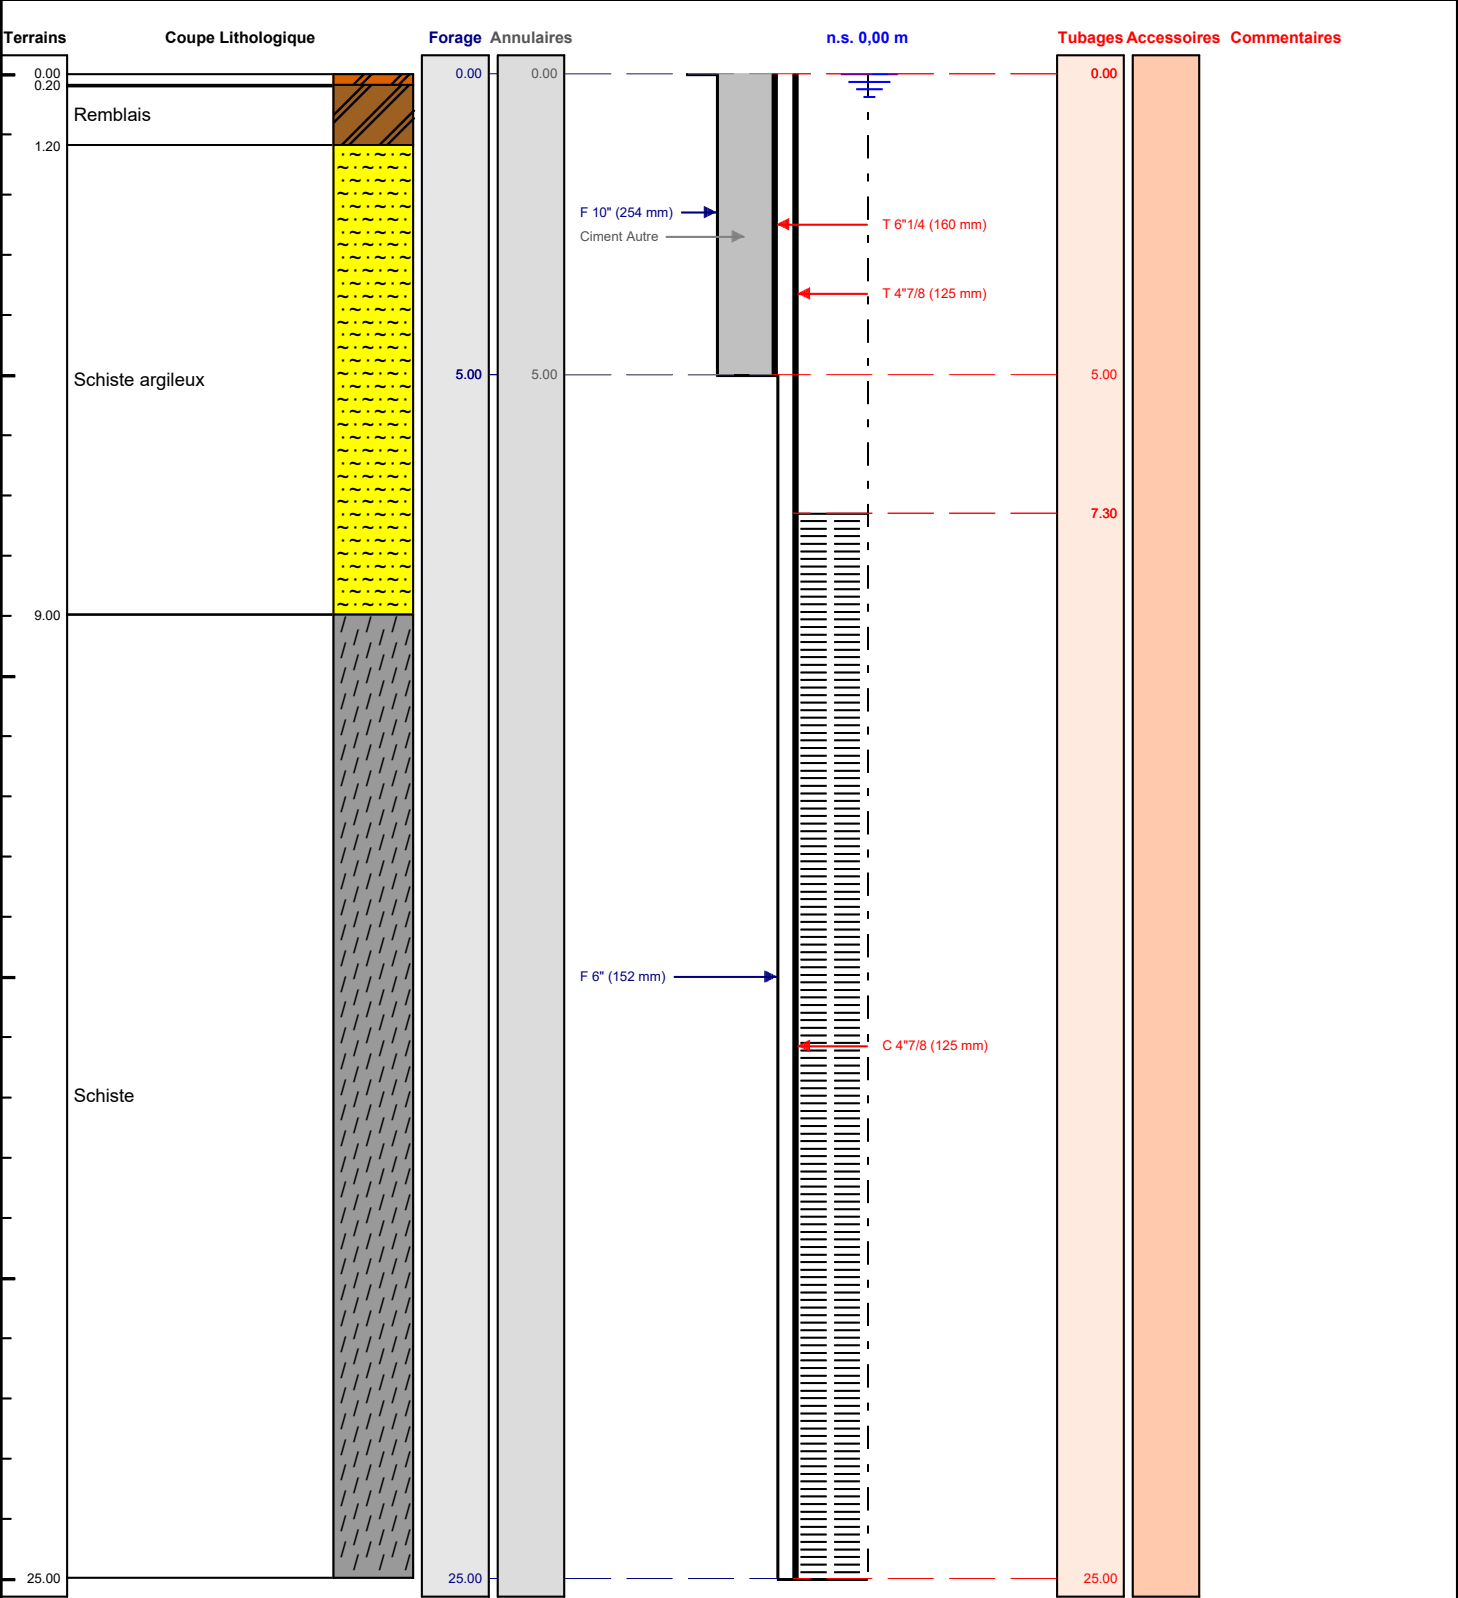 Terrains Coupe Lithologique Forage Annulaires n.s. 0,00 m Tubages Accessoires Commentaires
0.00 0.00 0.00 0.00
0.20
Remblais
1.20
F 10" (254 mm)
T 6"1/4 (160 mm)
Ciment Autre
T 4"7/8 (125 mm)
Schiste argileux 5.00 5.00 5.00
7.30
9.00
F 6" (152 mm)
C 4"7/8 (125 mm)
Schiste
25.00 25.00 25.00